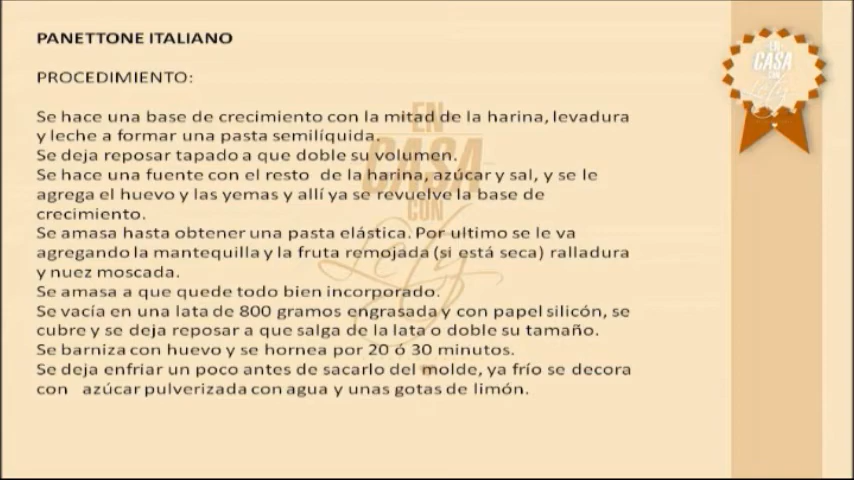 PANETTONE ITALIANO
PROCEDIMIENTO:
Se hace una base de crecimiento con la mitad de la harina, levadura
y leche a formar una pasta semilíquida.
Se deja reposar tapado a que doble su volumen.
Se hace una fuente con el resto de la harina, azúcar y sal, y se le
agrega el huevo y las yemas y allí ya se revuelve la base de
crecimiento.
Se amasa hasta obtener una pasta elástica. Por ultimo se le va
agregando la mantequilla y la fruta remojada (si está seca) ralladura
y nuez moscada.
Se amasa a que quede todo bien incorporado.
Se vacía en una lata de 800 gramos engrasada y con papel silicón, se
cubre y se deja reposar a que salga de la lata o doble su tamaño.
Se barniza con huevo y se hornea por 20 ó 30 minutos.
Se deja enfriar un poco antes de sacarlo del molde, ya frío se decora
con azúcar pulverizada con agua y unas gotas de limón.
EN
CASA
CON
Lety
EN
CASA
CON
Lety